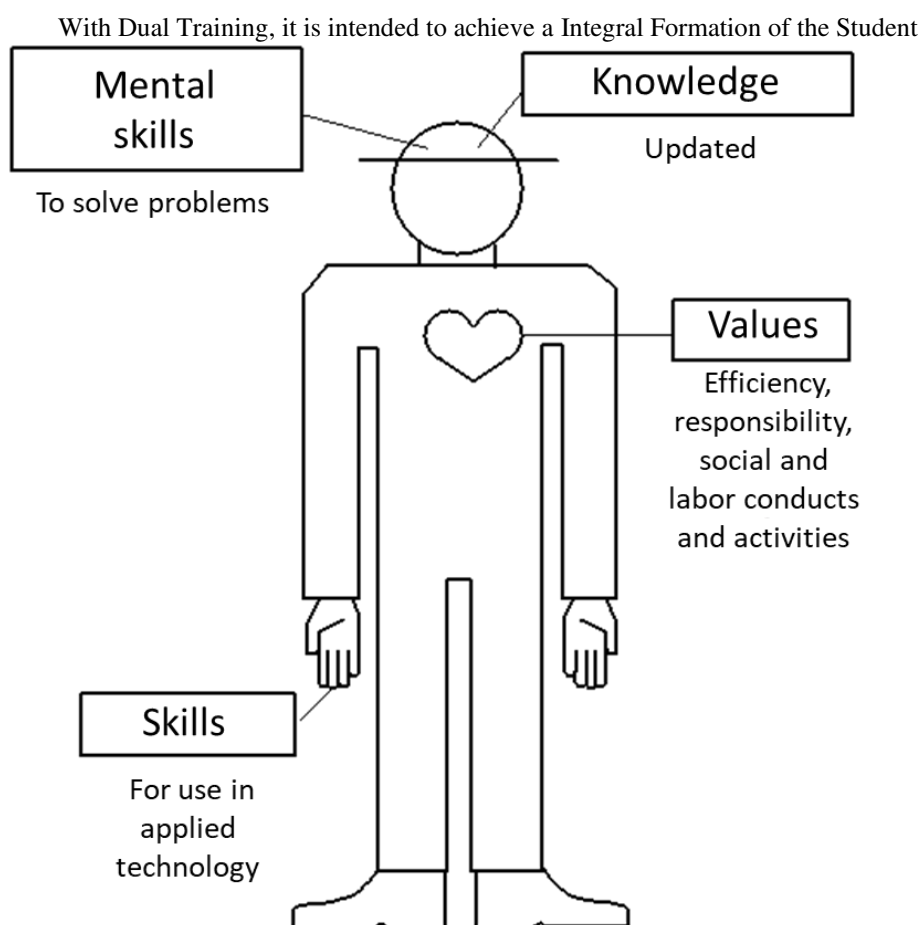 With Dual Training, it is intended to achieve a Integral Formation of the Student
Mental
skills
To solve problems
Knowledge
Updated
Values
Efficiency,
responsibility,
social and
labor conducts
and activities
Skills
For use in
applied
technology